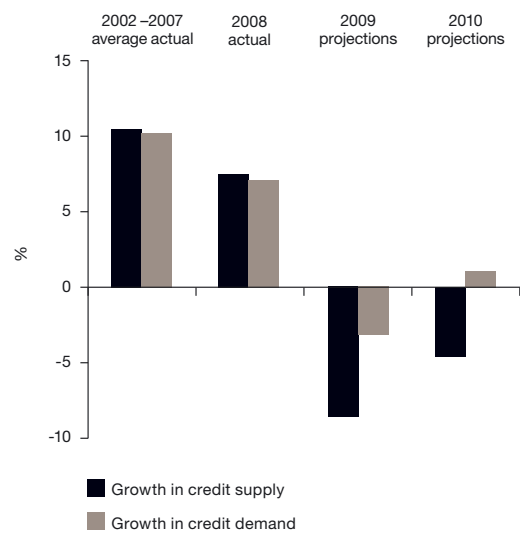 2002 –2007 average actual
2008 actual
2009 projections
2010 projections
15
10
5
0
-5
-10
%
Growth in credit supply
Growth in credit demand